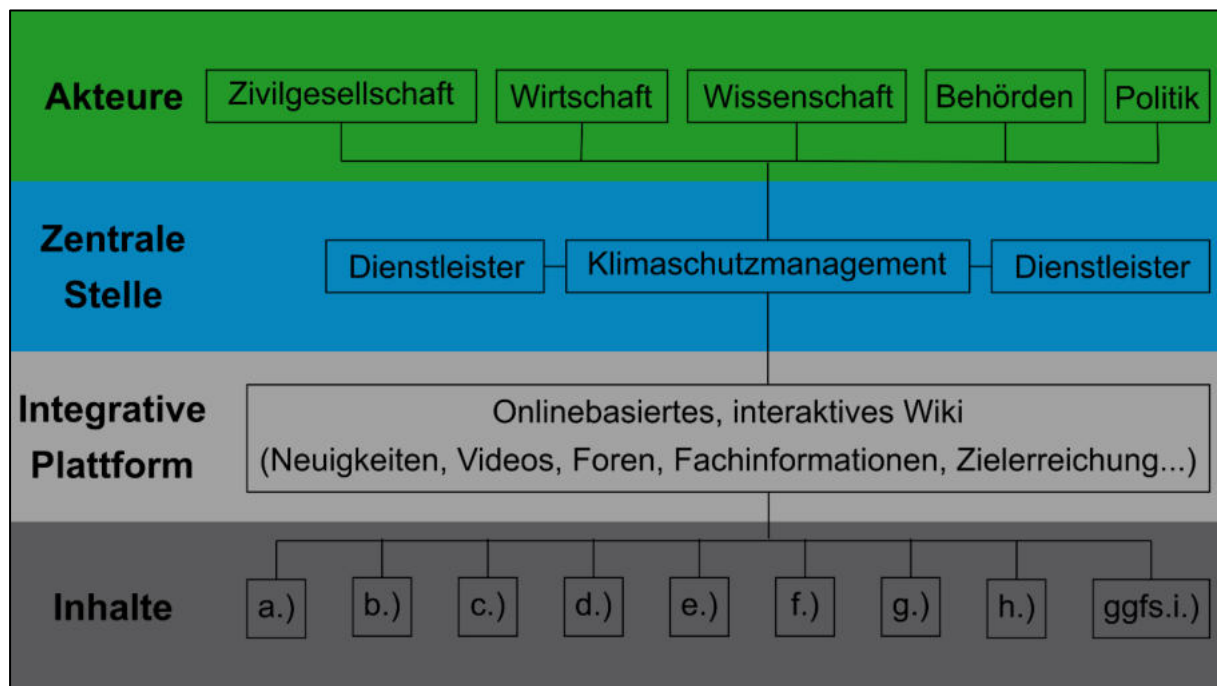 Akteure
Zivilgesellschaft
Wirtschaft
Wissenschaft
Behörden
Politik
Zentrale
Stelle
Dienstleister
Klimaschutzmanagement
Dienstleister
Integrative
Plattform
Onlinebasiertes, interaktives Wiki
(Neuigkeiten, Videos, Foren, Fachinformationen, Zielerreichung...)
Inhalte
a.)
b.)
c.)
d.)
e.)
f.)
g.)
h.)
ggfs.i.)